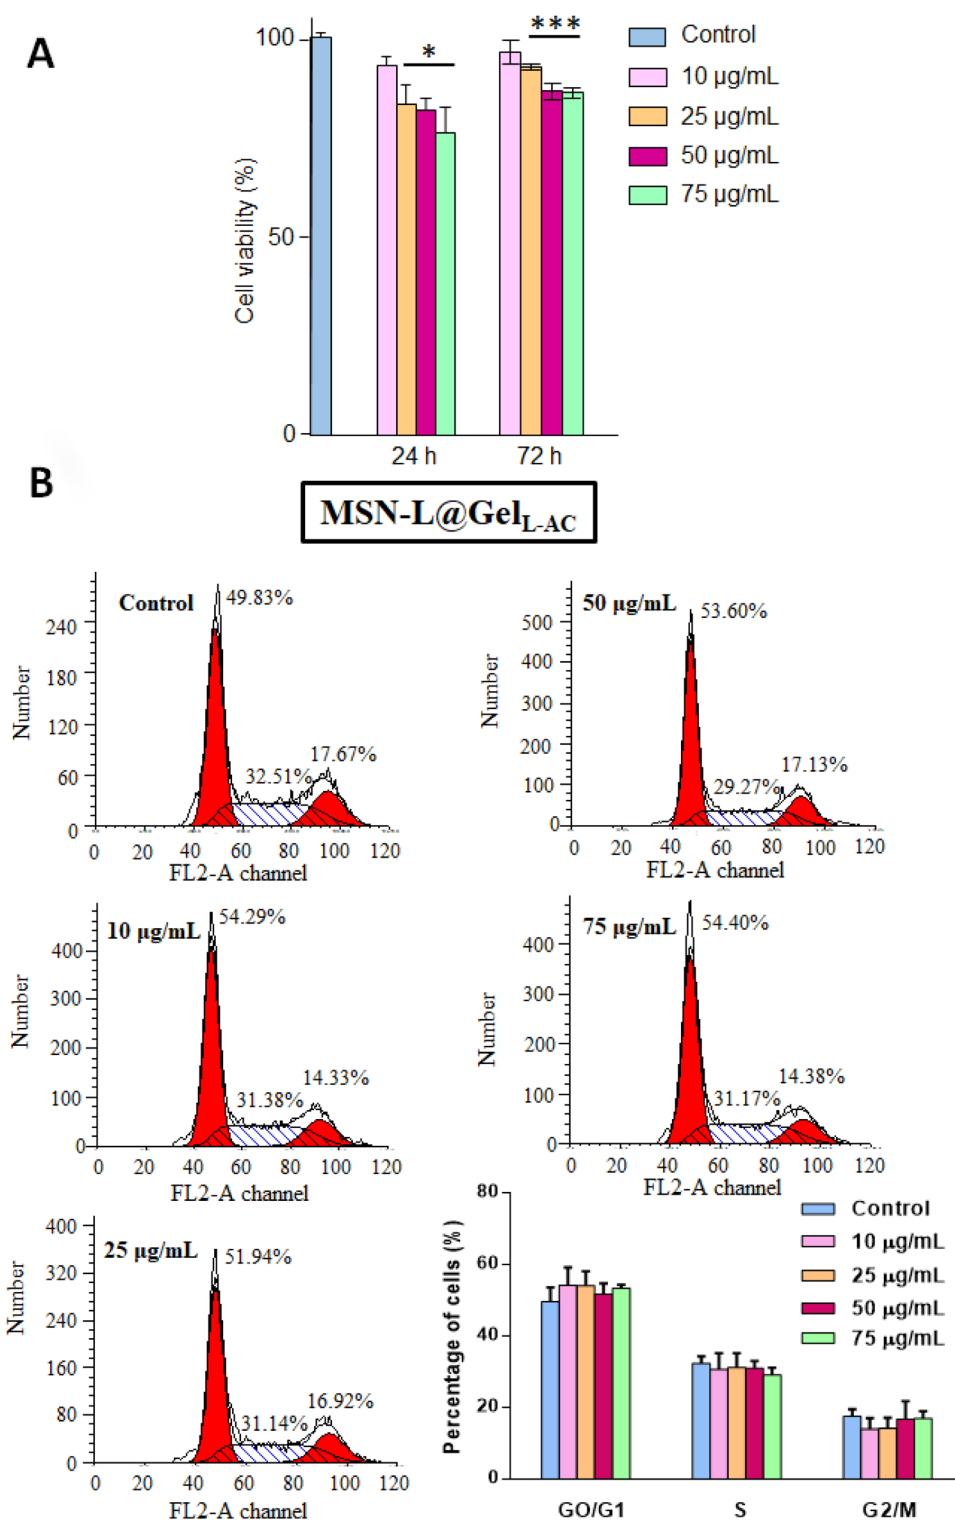 A
100
50
0
Cell viability (%)
*
***
24 h
72 h
Control
10 µg/mL
25 µg/mL
50 µg/mL
75 µg/mL
B
MSN-L@GelL-AC
Control
49.83%
32.51%
17.67%
Number
240
180
120
60
0
0 20 40 60 80 100 120
FL2-A channel
50 µg/mL
53.60%
29.27%
17.13%
Number
500
400
300
200
100
0
0 20 40 60 80 100 120
FL2-A channel
10 µg/mL
54.29%
31.38%
14.33%
Number
400
300
200
100
0
0 20 40 60 80 100 120
FL2-A channel
75 µg/mL
54.40%
31.17%
14.38%
Number
400
300
200
100
0
0 20 40 60 80 100 120
FL2-A channel
25 µg/mL
51.94%
31.14%
16.92%
Number
400
320
240
160
80
0
0 20 40 60 80 100 120
FL2-A channel
Percentage of cells (%)
80
60
40
20
0
GO/G1
S
G2/M
Control
10 µg/mL
25 µg/mL
50 µg/mL
75 µg/mL